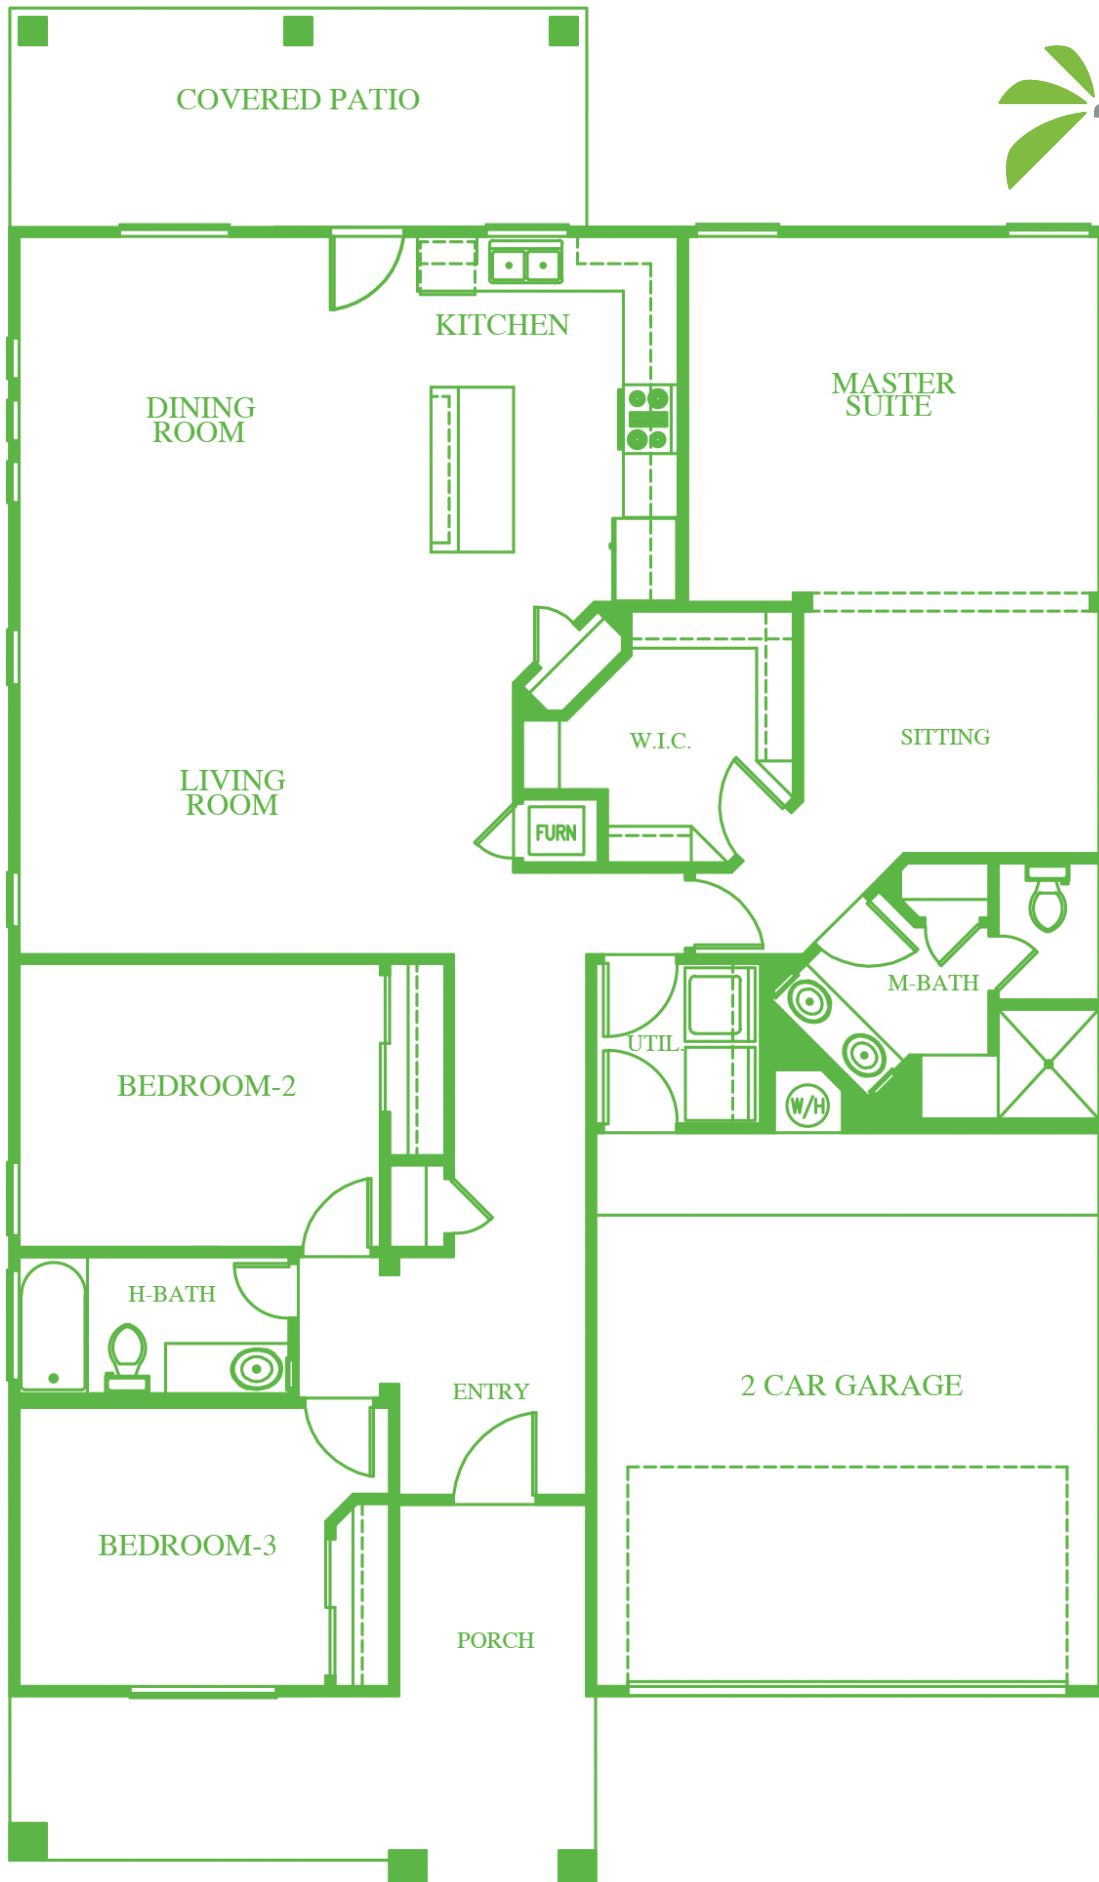 COVERED PATIO
KITCHEN
MASTER
SUITE
DINING
ROOM
W.I.C.
SITTING
LIVING
ROOM
FURN
M-BATH
UTIL.
BEDROOM-2
W/H
H-BATH
ENTRY
2 CAR GARAGE
BEDROOM-3
PORCH